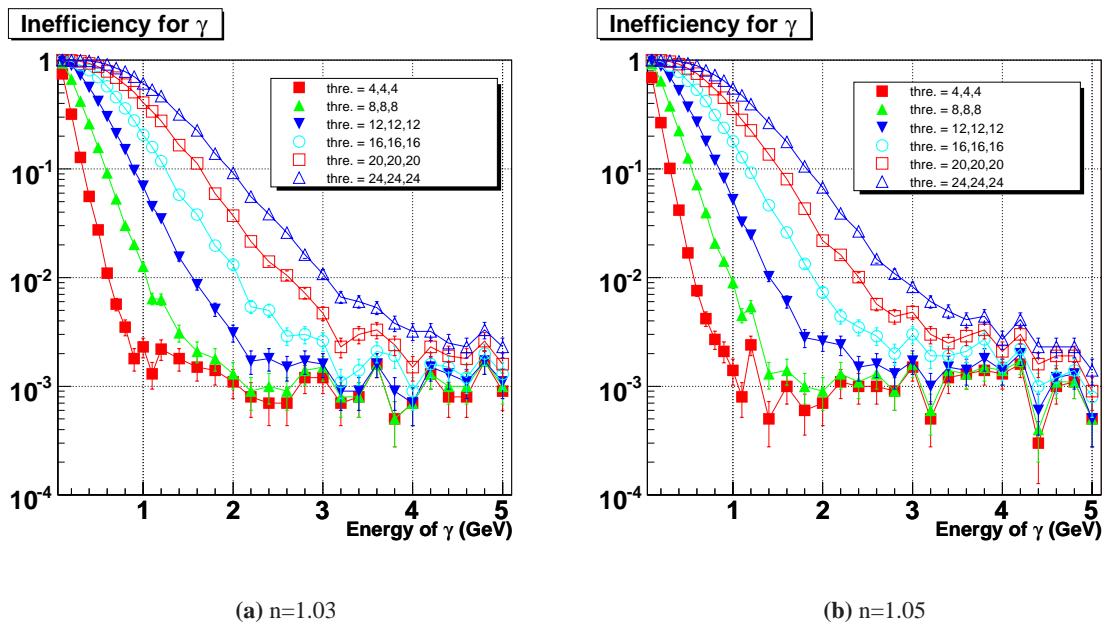 Inefficiency for γ
1
10⁻¹
10⁻²
10⁻³
10⁻⁴
thre. = 4,4,4
thre. = 8,8,8
thre. = 12,12,12
thre. = 16,16,16
thre. = 20,20,20
thre. = 24,24,24
1 2 3 4 5
Energy of γ (GeV)
(a) n=1.03
Inefficiency for γ
1
10⁻¹
10⁻²
10⁻³
10⁻⁴
thre. = 4,4,4
thre. = 8,8,8
thre. = 12,12,12
thre. = 16,16,16
thre. = 20,20,20
thre. = 24,24,24
1 2 3 4 5
Energy of γ (GeV)
(b) n=1.05